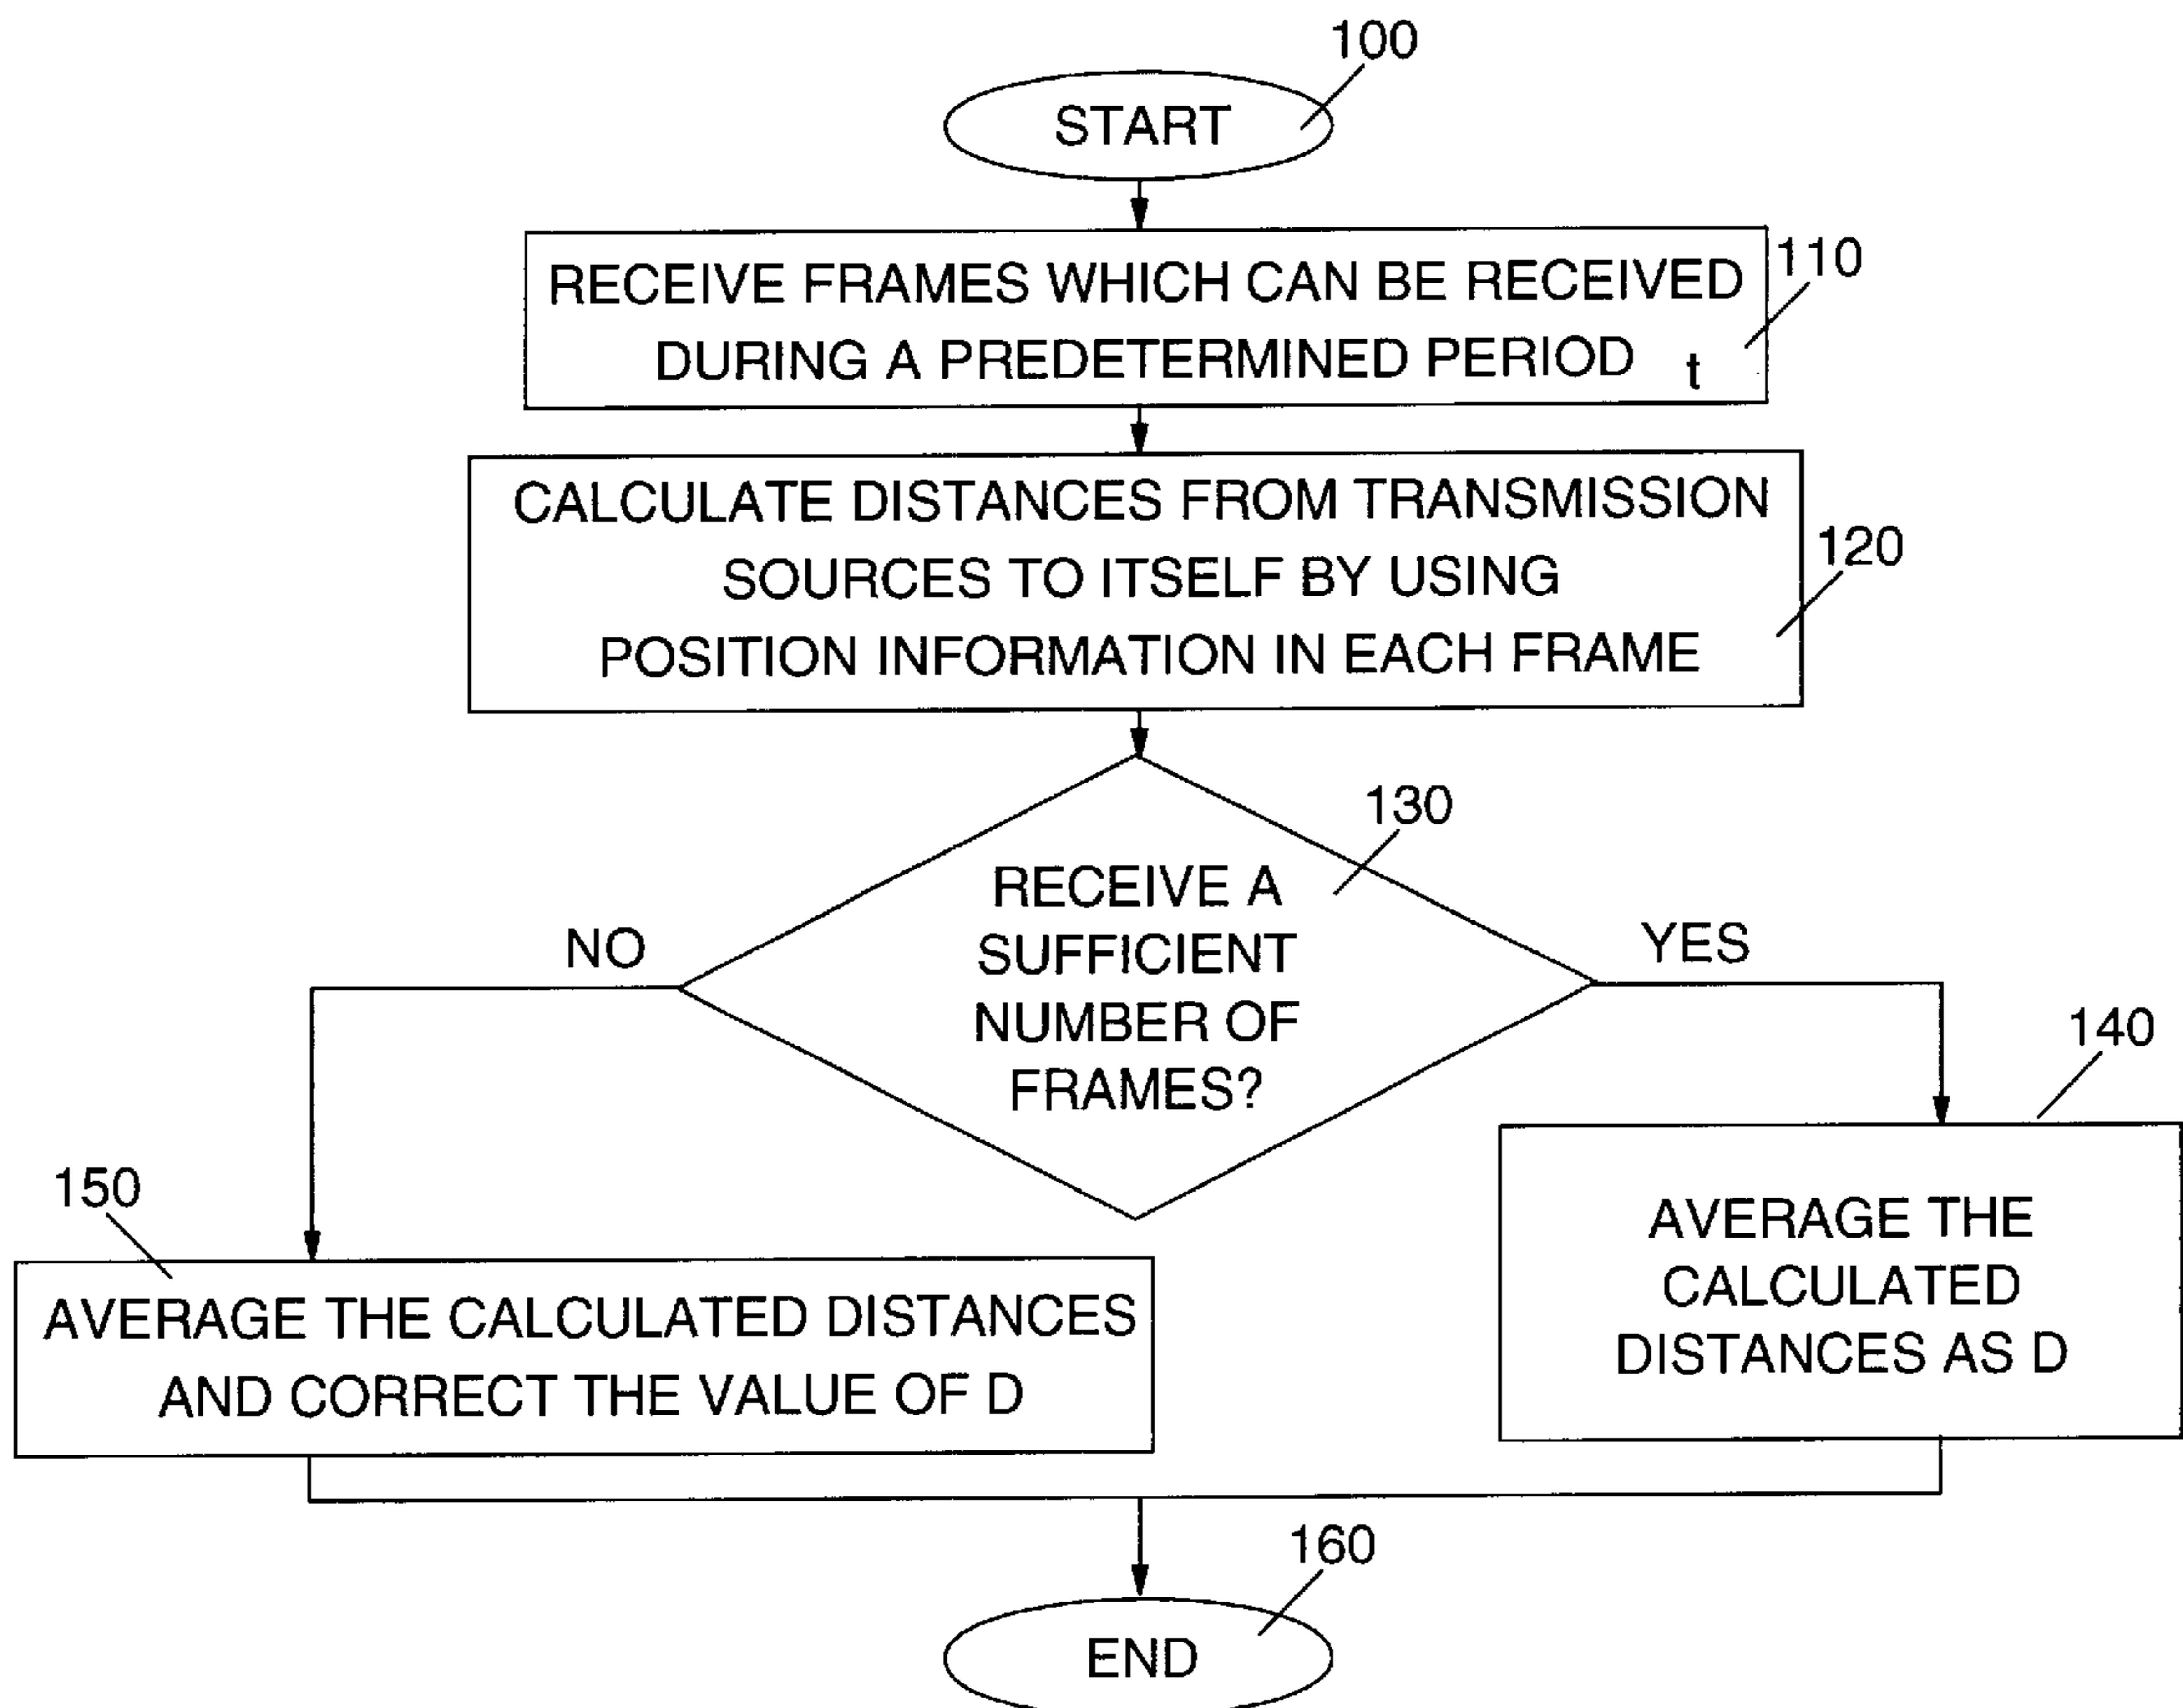 100
START
110
RECEIVE FRAMES WHICH CAN BE RECEIVED
DURING A PREDETERMINED PERIOD t
CALCULATE DISTANCES FROM TRANSMISSION
SOURCES TO ITSELF BY USING
POSITION INFORMATION IN EACH FRAME
120
130
RECEIVE A
SUFFICIENT
NUMBER OF
FRAMES?
NO
YES
140
AVERAGE THE
CALCULATED
DISTANCES AS D
150
AVERAGE THE CALCULATED DISTANCES
AND CORRECT THE VALUE OF D
160
END